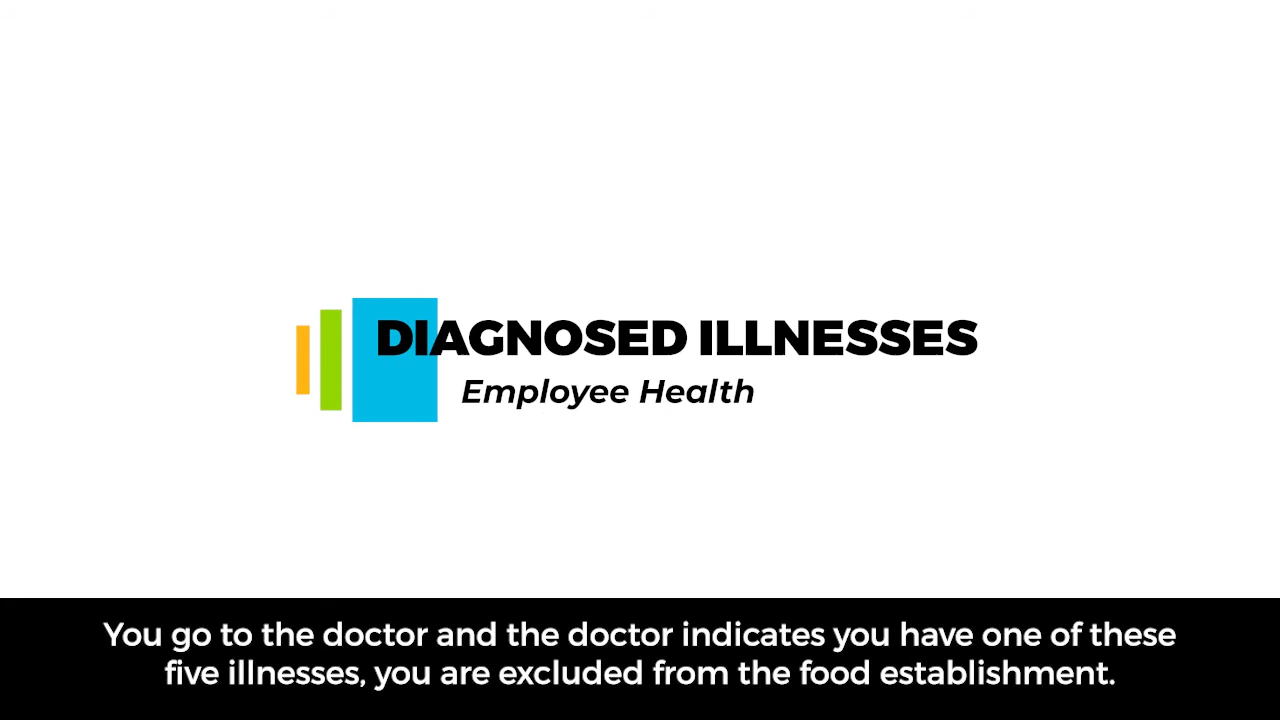 DIAGNOSED ILLNESSES
Employee Health
You go to the doctor and the doctor indicates you have one of these
five illnesses, you are excluded from the food establishment.